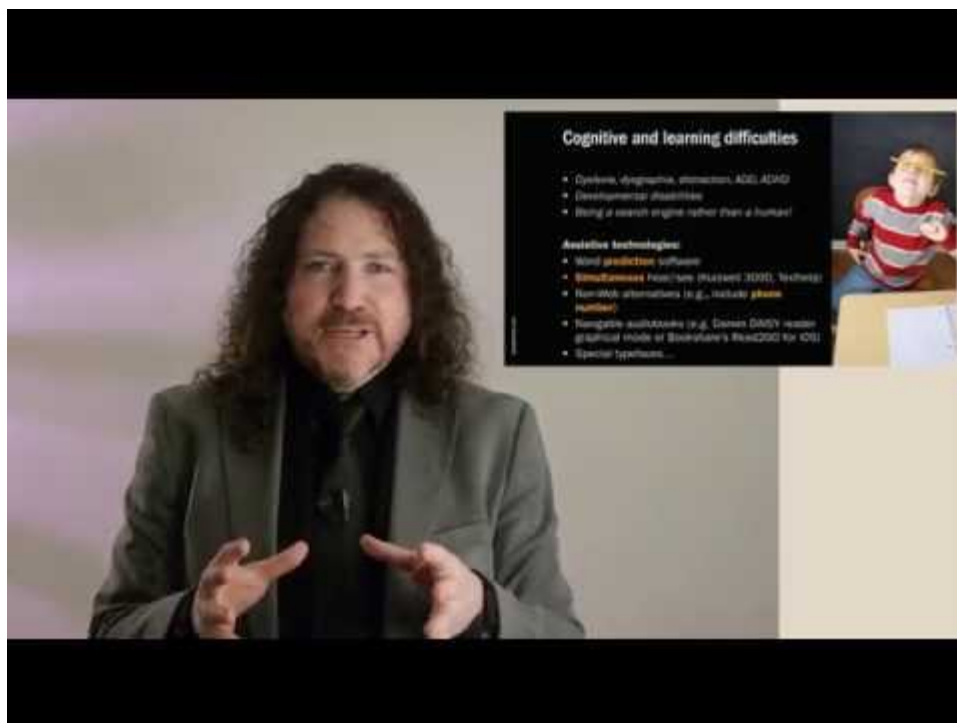 Cognitive and learning difficulties
• Dyslexia, dysgraphia, distraction, ADD, ADHD
• Developmental disabilities
• Being a search engine rather than a human!
Assistive technologies:
• Word prediction software
• Simultaneous hear/see (Kurzweil 3000, TextHelp)
• Non-Web alternatives (e.g., include phone
number)
• Navigable audiobooks (e.g. Dorwen DAISY reader
graphical mode or Bookshare's Read2GO for iOS)
• Special typefaces...